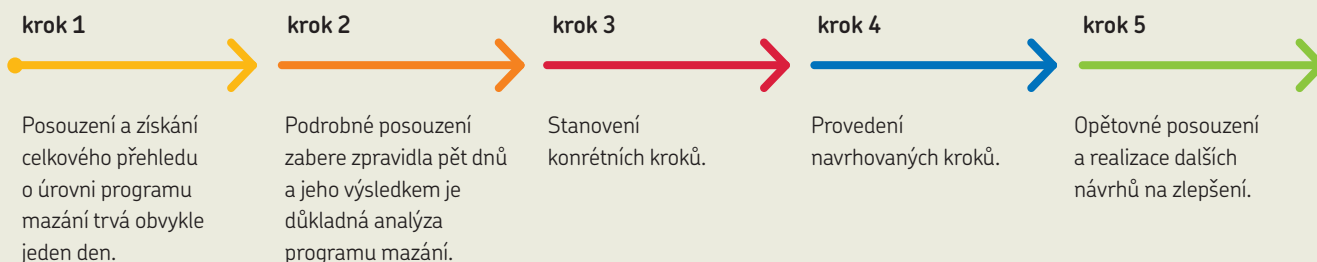 krok 1
Posouzení a získání
celkového přehledu
o úrovni programu
mazání trvá obvykle
jeden den.
krok 2
Podrobné posouzení
zabere zpravidla pět dnů
a jeho výsledkem je
důkladná analýza
programu mazání.
krok 3
Stanovení
konrétních kroků.
krok 4
Provedení
navrhovaných kroků.
krok 5
Opětovné posouzení
a realizace dalších
návrhů na zlepšení.